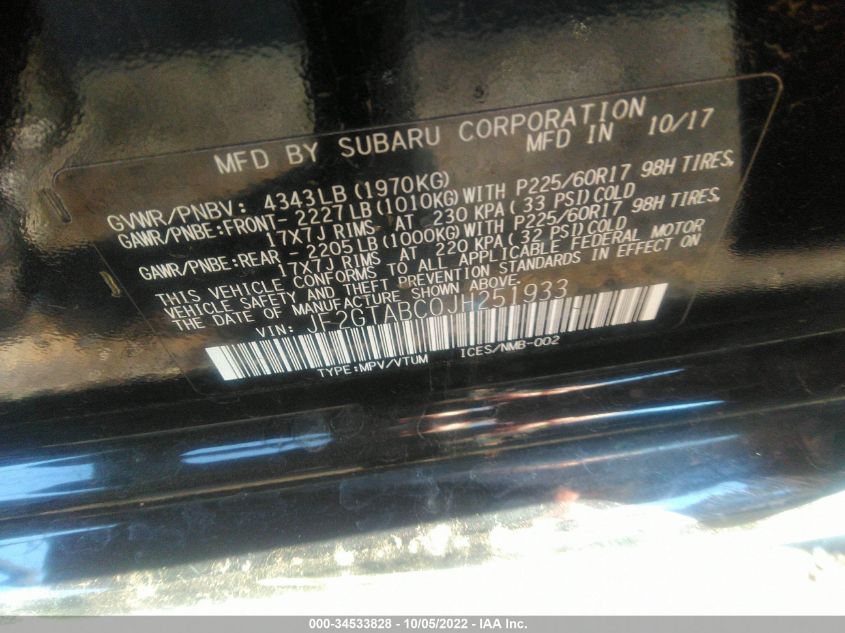 MFD BY SUBARU CORPORATION
MFD IN 10/17
GVWR/PNBV: 4343LB (1970KG)
GAWR/PNBE:FRONT- 2227LB (1010KG) WITH P225/60R17 98H TIRES,
17X7J RIMS AT 230 KPA (33 PSI) COLD
GAWR/PNBE:REAR - 2205LB (1000KG) WITH P225/60R17 98H TIRES,
17X7J RIMS AT 220 KPA (32 PSI) COLD
THIS VEHICLE CONFORMS TO ALL APPLICABLE FEDERAL MOTOR
VEHICLE SAFETY AND THEFT PREVENTION STANDARDS IN EFFECT ON
THE DATE OF MANUFACTURE SHOWN ABOVE.
VIN: JF2GTABC0JH251933
TYPE:MPV/VTUM ICES/NMB-002
000-34533828 - 10/05/2022 - IAA Inc.